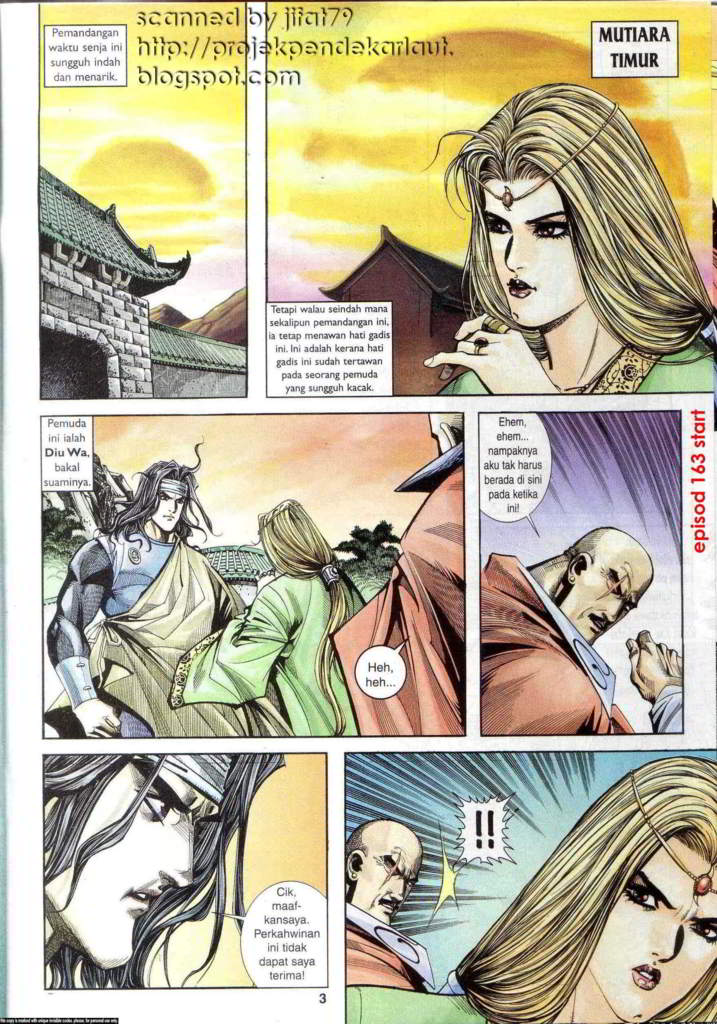 scanned by jifat79
http://projekpendekarlaut.
blogspot.com
Pemandangan
waktu senja ini
sungguh indah
dan menarik.
MUTIARA
TIMUR
Tetapi walau seindah mana
sekalipun pemandangan ini,
ia tetap menawan hati gadis
ini. Ini adalah kerana hati
gadis ini sudah tertawan
pada seorang pemuda
yang sungguh kacak.
Pemuda
ini ialah
Diu Wa,
bakal
suaminya.
Heh,
heh...
Ehem,
ehem...
nampaknya
aku tak harus
berada di sini
pada ketika
ini!
episod 163 start
Cik,
maaf-
kansaya.
Perkahwinan
ini tidak
dapat saya
terima!
!!
3